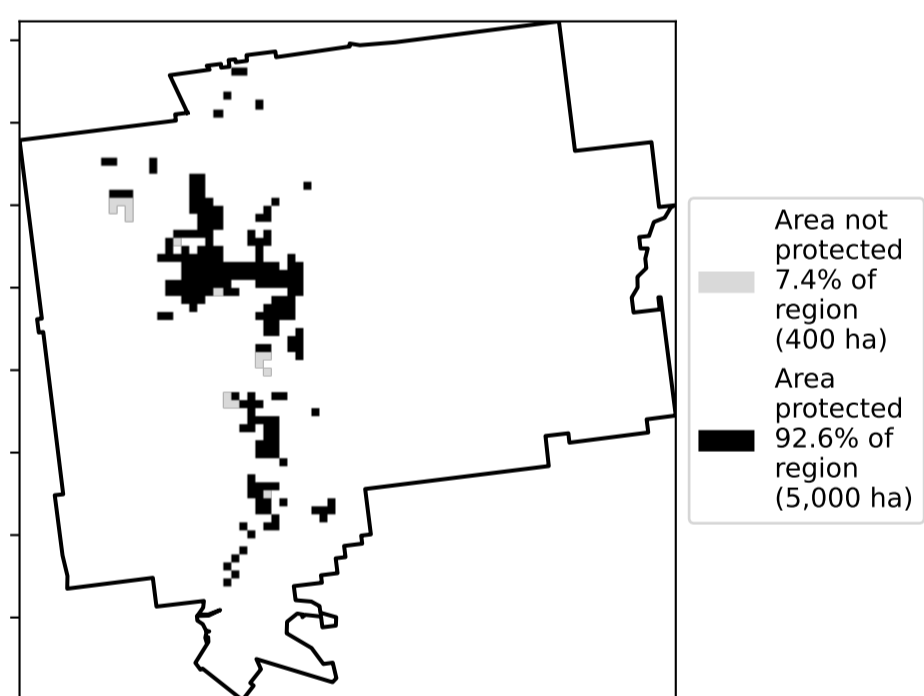 Area not
protected
7.4% of
region
(400 ha)
Area
protected
92.6% of
region
(5,000 ha)